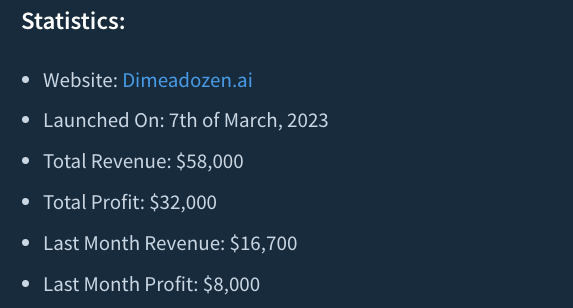 Statistics:
Website: Dimeadozen.ai
Launched On: 7th of March, 2023
Total Revenue: $58,000
Total Profit: $32,000
Last Month Revenue: $16,700
Last Month Profit: $8,000